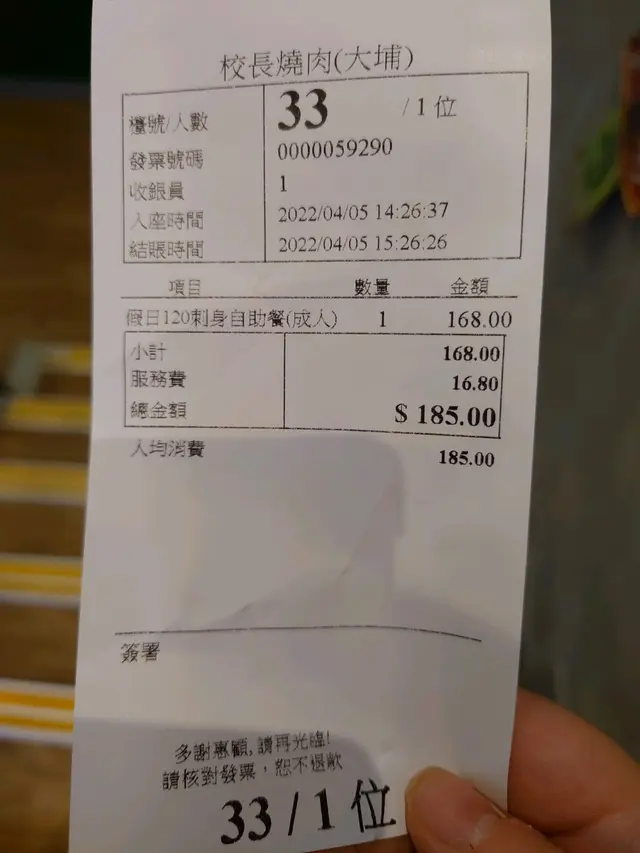 校長燒肉(大埔)
檯號/人數 33 / 1 位
發票號碼 0000059290
收銀員 1
入座時間 2022/04/05 14:26:37
結賬時間 2022/04/05 15:26:26
項目 數量 金額
假日120刺身自助餐(成人) 1 168.00
小計 168.00
服務費 16.80
總金額 $ 185.00
人均消費 185.00
簽署
多謝惠顧,請再光臨!
請核對發票，恕不退款
33 / 1 位